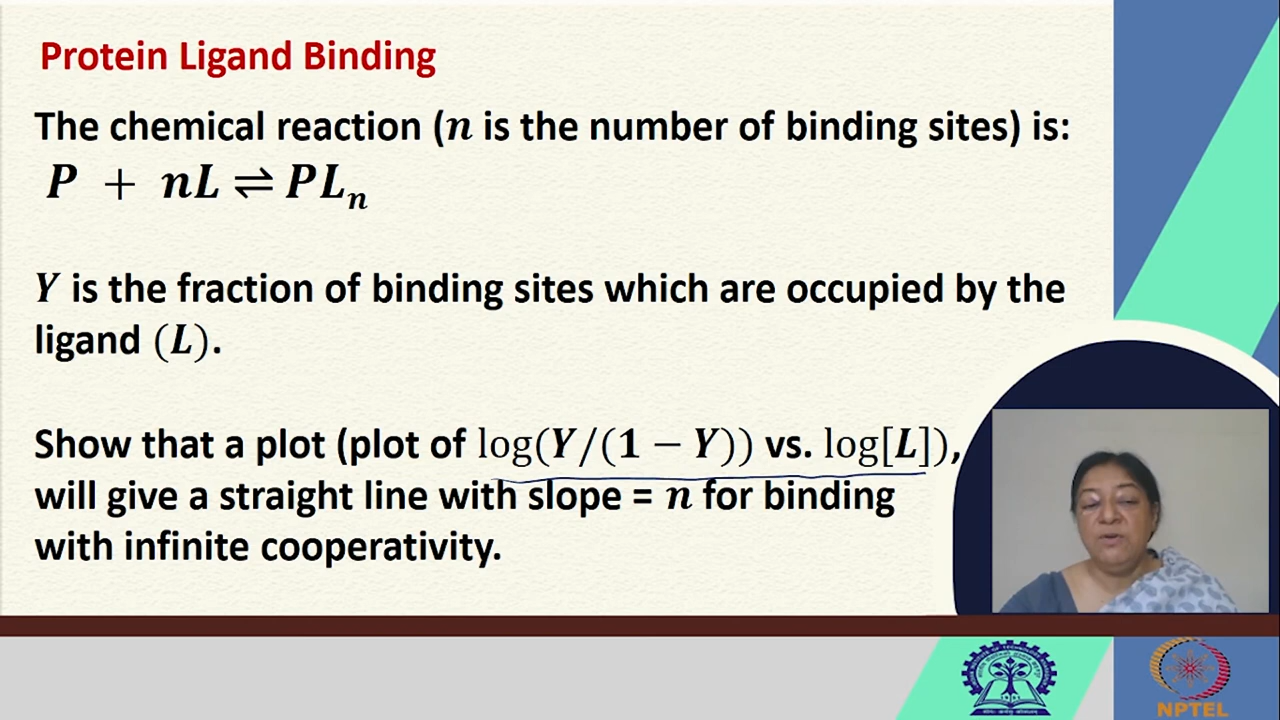 Protein Ligand Binding
The chemical reaction (n is the number of binding sites) is:
P + nL ⇌ PLₙ
Y is the fraction of binding sites which are occupied by the
ligand (L).
Show that a plot (plot of log(Y/(1 − Y)) vs. log[L]),
will give a straight line with slope = n for binding
with infinite cooperativity.
NPTEL